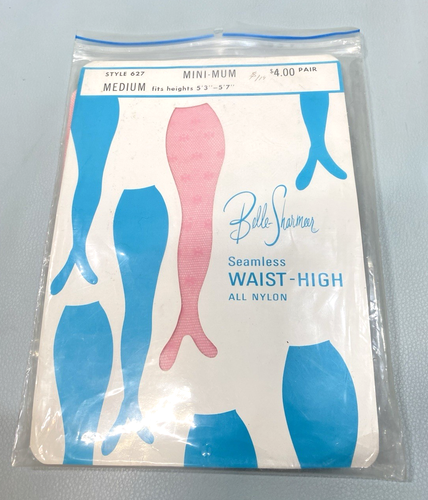 STYLE 627 MINI-MUM $4.00 PAIR
MEDIUM fits heights 5'3"-5'7"
Belle-Sharmeer
Seamless
WAIST-HIGH
ALL NYLON